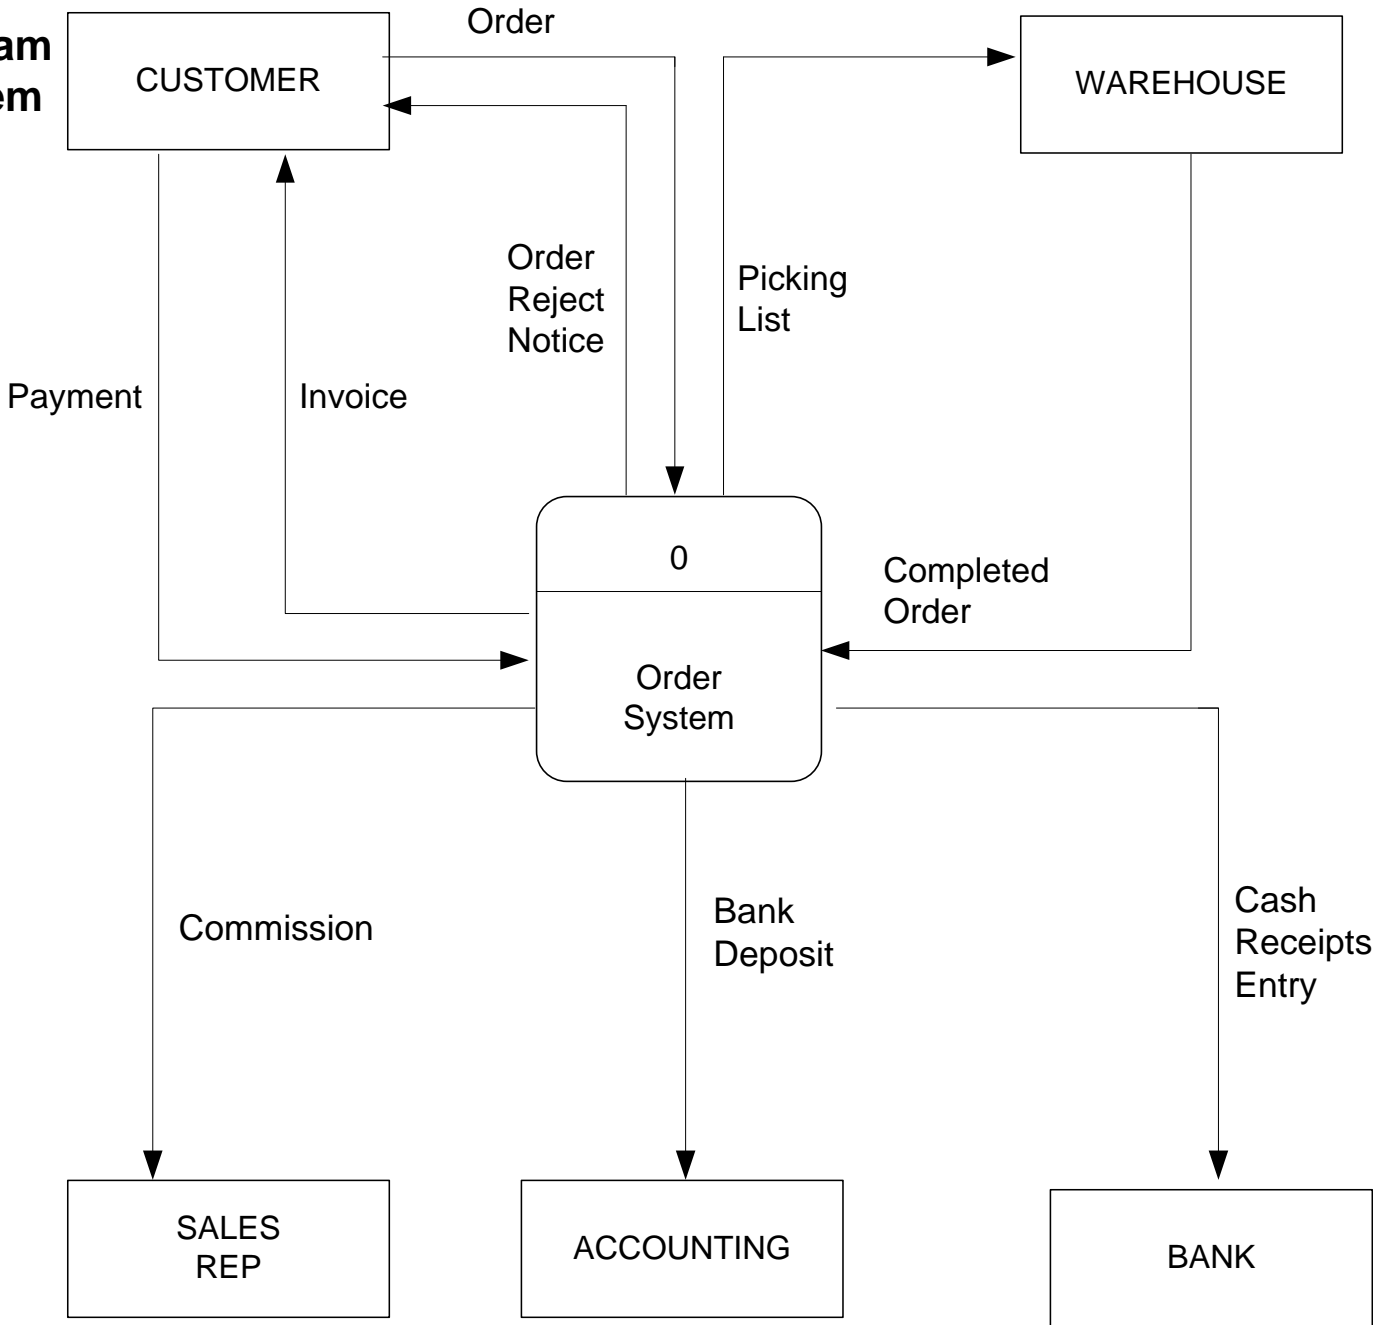 am
em
CUSTOMER
Order
WAREHOUSE
Order
Reject
Notice
Picking
List
Payment
Invoice
0
Order
System
Completed
Order
Commission
Bank
Deposit
Cash
Receipts
Entry
SALES
REP
ACCOUNTING
BANK